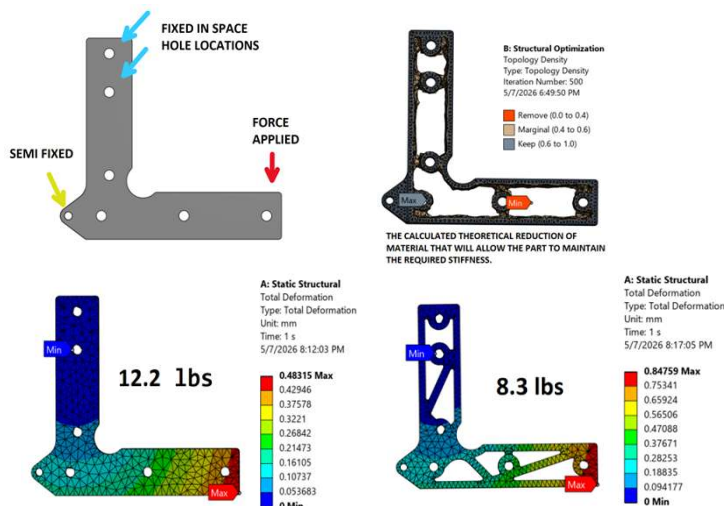 FIXED IN SPACE
HOLE LOCATIONS
SEMI FIXED
FORCE
APPLIED
B: Structural Optimization
Topology Density
Type: Topology Density
Iteration Number: 500
5/7/2026 6:49:50 PM
Remove (0.0 to 0.4)
Marginal (0.4 to 0.6)
Keep (0.6 to 1.0)
Max
Min
THE CALCULATED THEORETICAL REDUCTION OF
MATERIAL THAT WILL ALLOW THE PART TO MAINTAIN
THE REQUIRED STIFFNESS.
A: Static Structural
Total Deformation
Type: Total Deformation
Unit: mm
Time: 1 s
5/7/2026 8:12:03 PM
Min
12.2 lbs
0.48315 Max
0.42946
0.37578
0.3221
0.26842
0.21473
0.16105
0.10737
0.053683
0 Min
Max
A: Static Structural
Total Deformation
Type: Total Deformation
Unit: mm
Time: 1 s
5/7/2026 8:17:05 PM
Min
8.3 lbs
0.84759 Max
0.75341
0.65924
0.56506
0.47088
0.37671
0.28253
0.18835
0.094177
0 Min
Max